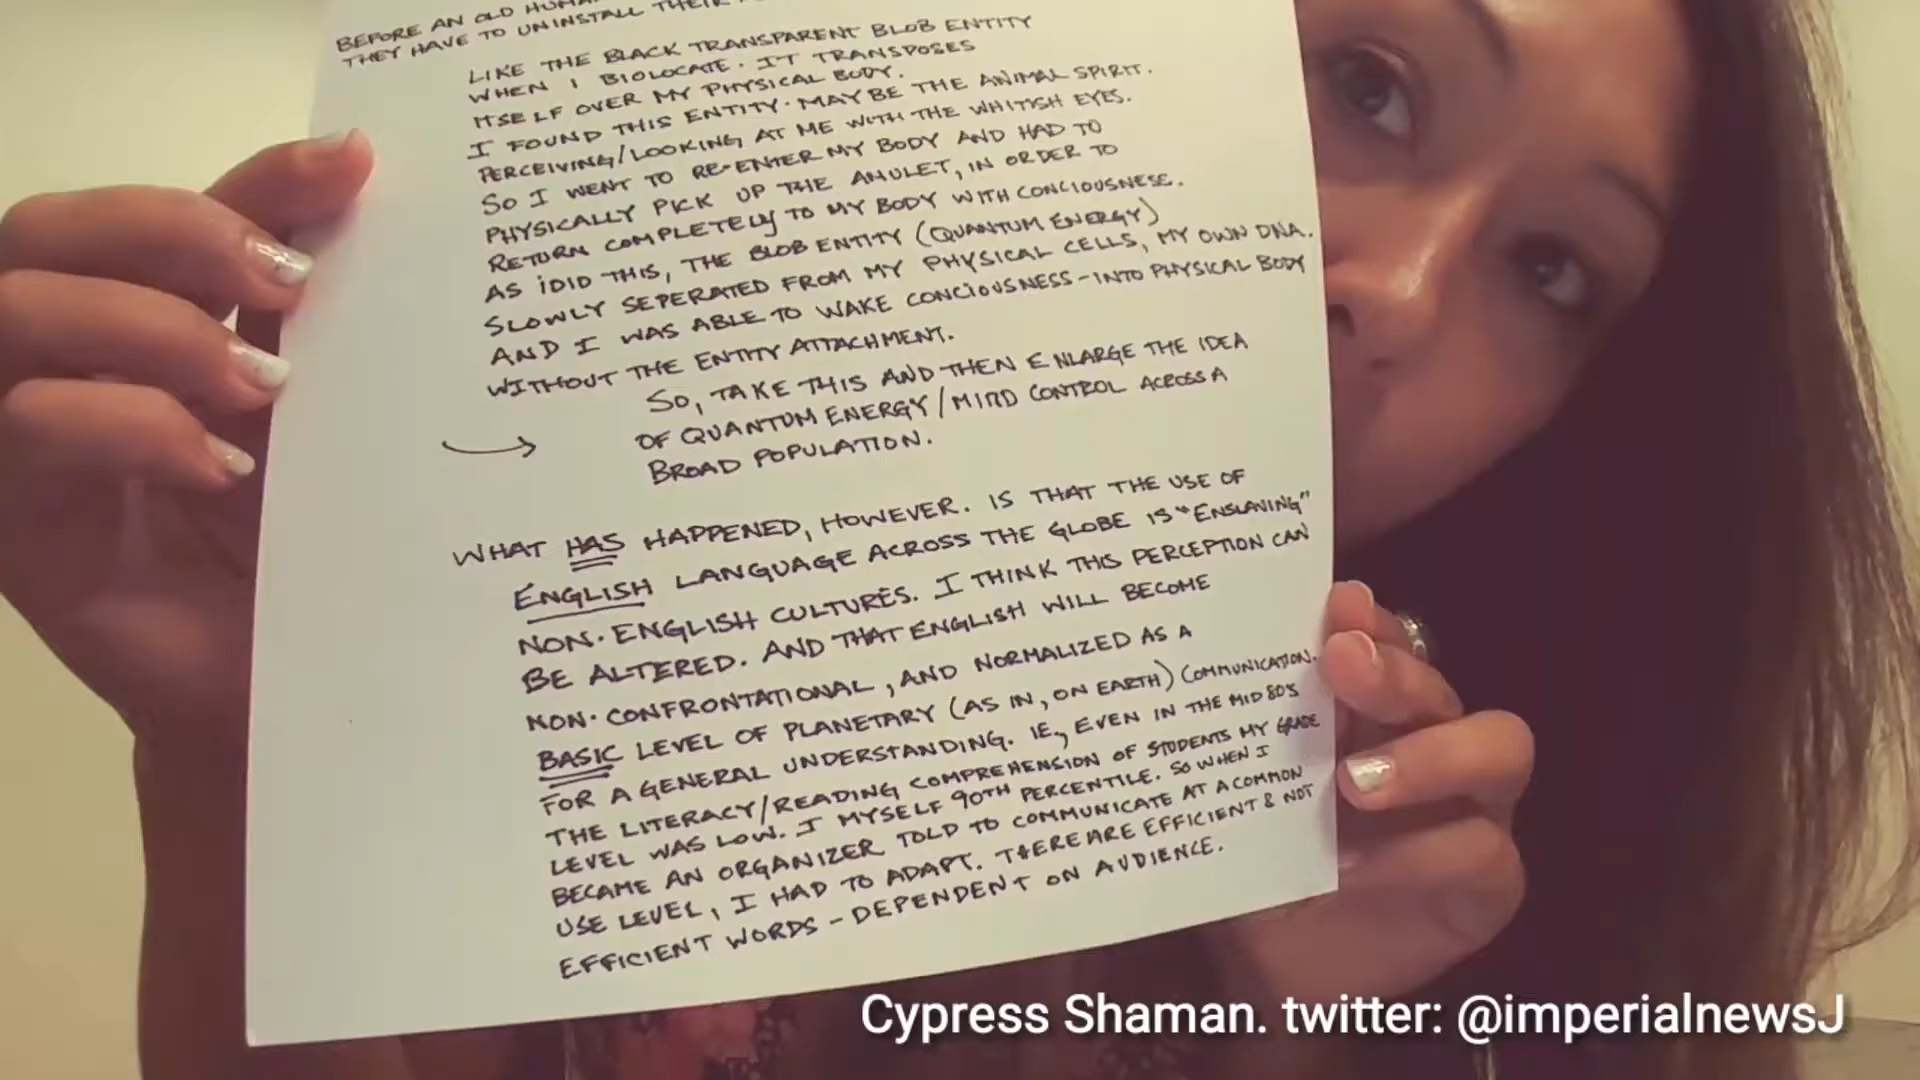 BEFORE AN OLD
THEY HAVE TO UNINSTALL THEIR
LIKE THE BLACK TRANSPARENT BLOB ENTITY
WHEN I BIOLOCATE. IT TRANSPOSES
ITSELF OVER MY PHYSICAL BODY.
I FOUND THIS ENTITY. MAYBE THE ANIMAL SPIRIT.
PERCEIVING/LOOKING AT ME WITH THE WHITISH EYES.
SO I WENT TO RE-ENTER MY BODY AND HAD TO
PHYSICALLY PICK UP THE AMULET, IN ORDER TO
RETURN COMPLETELY TO MY BODY WITH CONCIOUSNESS.
AS I DID THIS, THE BLOB ENTITY (QUANTUM ENERGY)
SLOWLY SEPERATED FROM MY PHYSICAL CELLS, MY OWN DNA.
AND I WAS ABLE TO WAKE CONCIOUSNESS - INTO PHYSICAL BODY
WITHOUT THE ENTITY ATTACHMENT.
SO, TAKE THIS AND THEN ENLARGE THE IDEA
OF QUANTUM ENERGY/MIND CONTROL ACROSS A
BROAD POPULATION.
WHAT HAS HAPPENED, HOWEVER. IS THAT THE USE OF
ENGLISH LANGUAGE ACROSS THE GLOBE IS "ENSLAVING"
NON-ENGLISH CULTURES. I THINK THIS PERCEPTION CAN
BE ALTERED. AND THAT ENGLISH WILL BECOME
NON-CONFRONTATIONAL, AND NORMALIZED AS A
BASIC LEVEL OF PLANETARY (AS IN, ON EARTH) COMMUNICATION.
FOR A GENERAL UNDERSTANDING. IE, EVEN IN THE MID 80S
THE LITERACY/READING COMPREHENSION OF STUDENTS MY GRADE
LEVEL WAS LOW. I MYSELF 90TH PERCENTILE. SO WHEN I
BECAME AN ORGANIZER TOLD TO COMMUNICATE AT A COMMON
USE LEVEL, I HAD TO ADAPT. THERE ARE EFFICIENT & NOT
EFFICIENT WORDS - DEPENDENT ON AUDIENCE.
Cypress Shaman. twitter: @imperialnewsJ